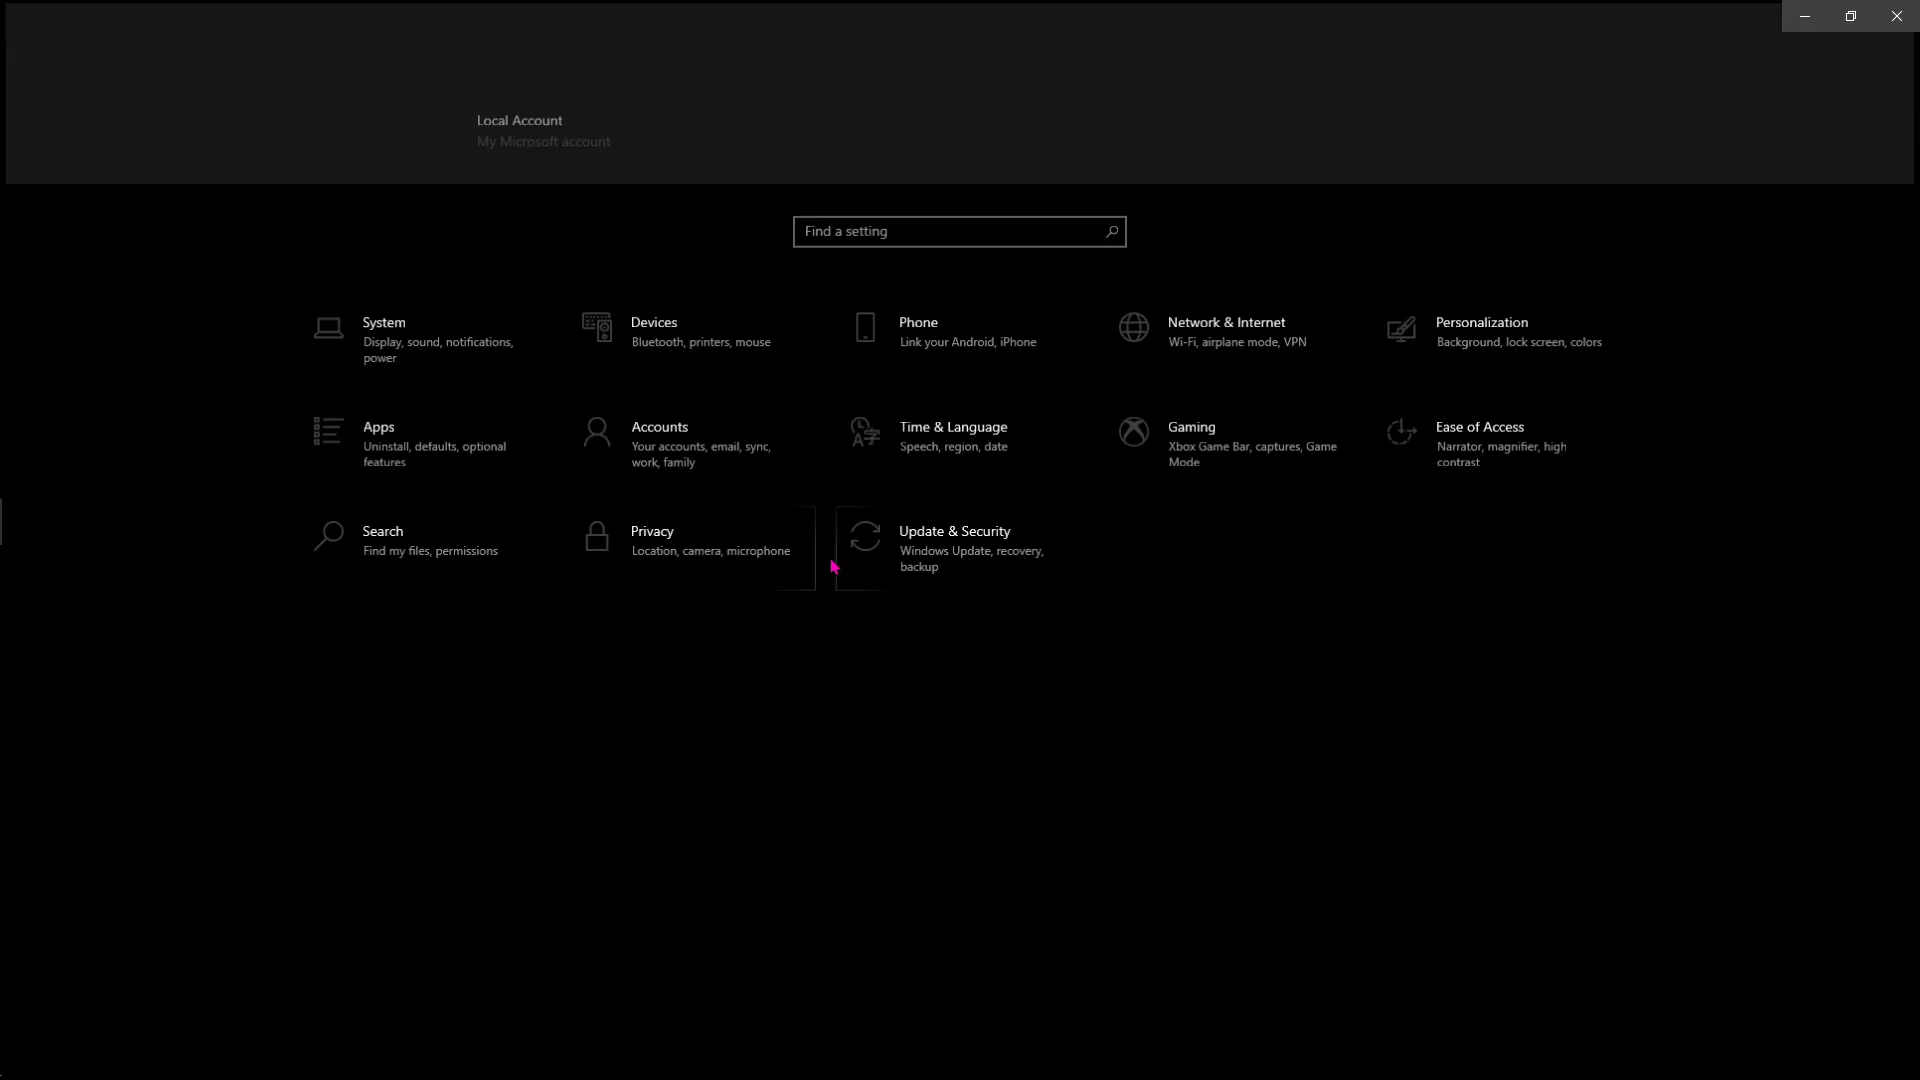 Local Account
My Microsoft account
Find a setting
System
Display, sound, notifications,
power
Devices
Bluetooth, printers, mouse
Phone
Link your Android, iPhone
Network & Internet
Wi-Fi, airplane mode, VPN
Personalization
Background, lock screen, colors
Apps
Uninstall, defaults, optional
features
Accounts
Your accounts, email, sync,
work, family
Time & Language
Speech, region, date
Gaming
Xbox Game Bar, captures, Game
Mode
Ease of Access
Narrator, magnifier, high
contrast
Search
Find my files, permissions
Privacy
Location, camera, microphone
Update & Security
Windows Update, recovery,
backup